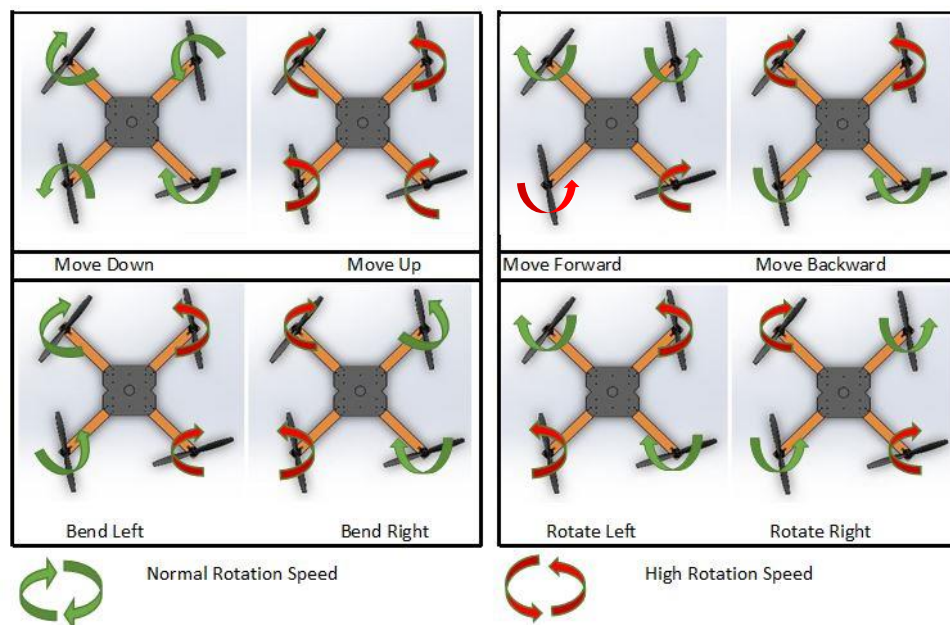 Move Down
Move Up
Move Forward
Move Backward
Bend Left
Bend Right
Rotate Left
Rotate Right
Normal Rotation Speed
High Rotation Speed